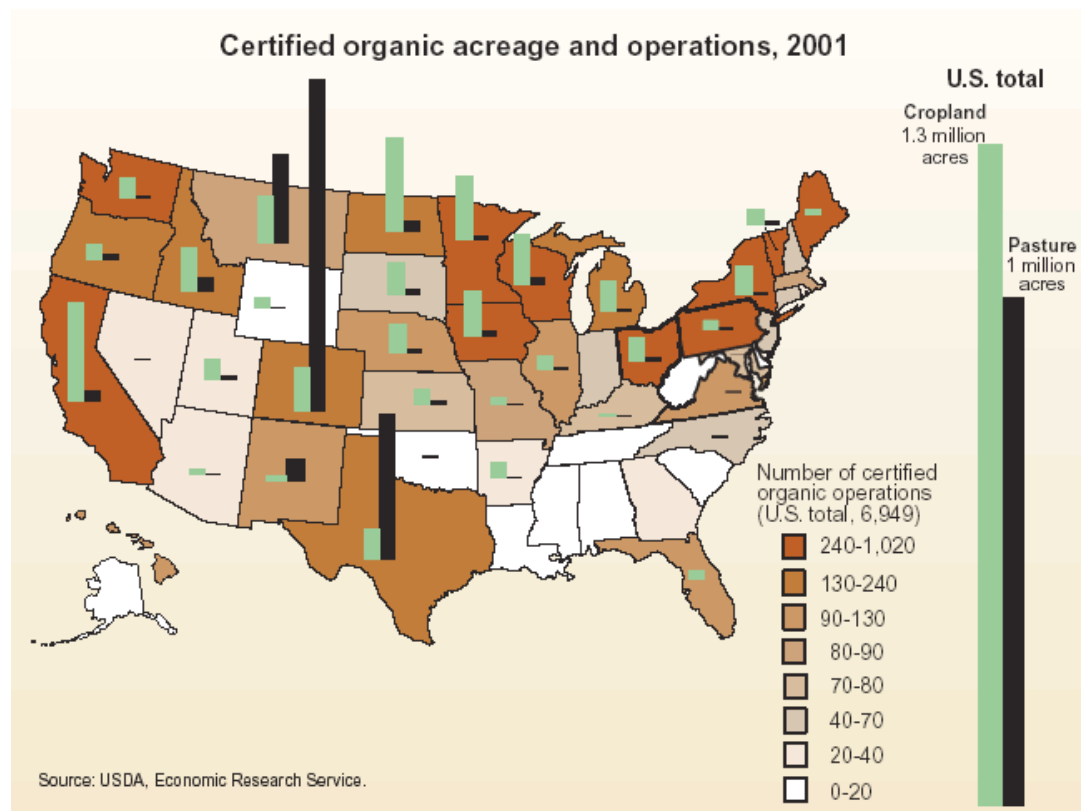 Certified organic acreage and operations, 2001
U.S. total
Cropland
1.3 million
acres
Pasture
1 million
acres
Number of certified
organic operations
(U.S. total, 6,949)
240-1,020
130-240
90-130
80-90
70-80
40-70
20-40
0-20
Source: USDA, Economic Research Service.